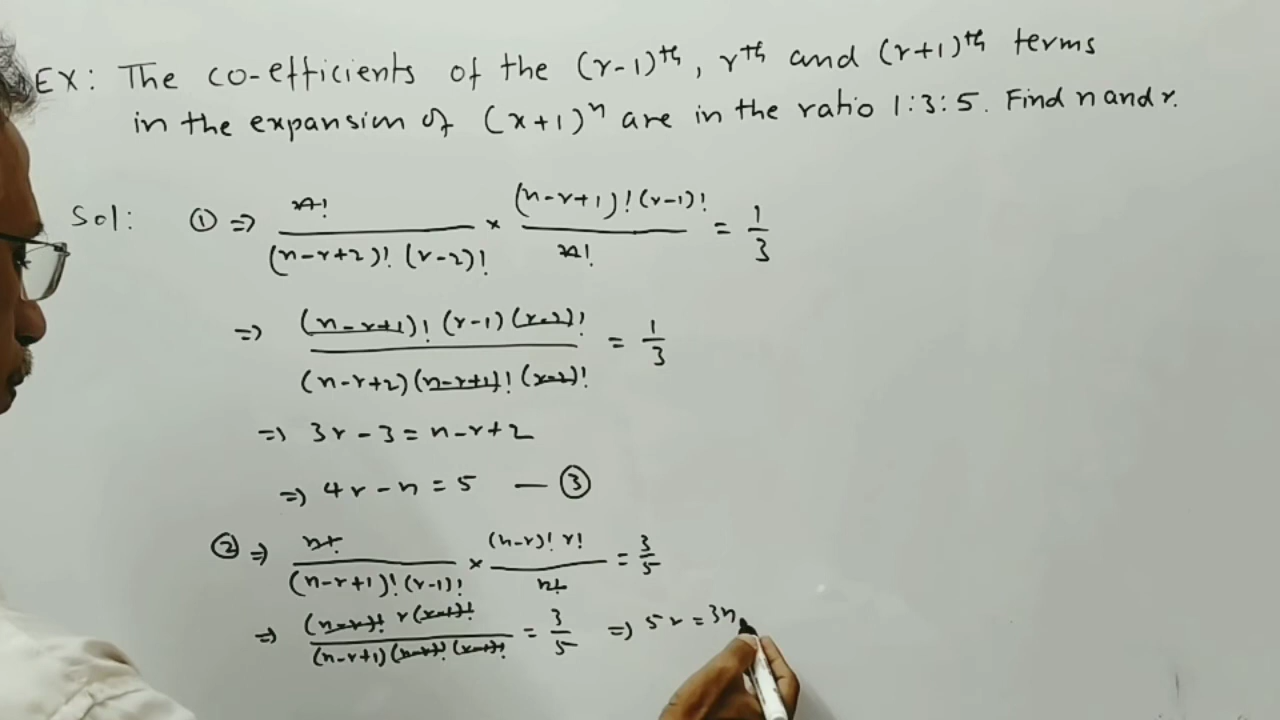 EX: The co-efficients of the (r-1)th, rth and (r+1)th terms
in the expansion of (x+1)^n are in the ratio 1:3:5. Find n and r.
Sol: ① => n!/((n-r+2)! (r-2)!) × ((n-r+1)! (r-1)!)/n! = 1/3
=> ((n-r+1)! (r-1) (r-2)!)/((n-r+2) (n-r+1)! (r-2)!) = 1/3
=> 3r - 3 = n-r+2
=> 4r - n = 5 — ③
② => n!/((n-r+1)! (r-1)!) × ((n-r)! r!)/n! = 3/5
=> ((n-r)! r (r-1)!)/((n-r+1) (n-r)! (r-1)!) = 3/5 => 5r = 3n